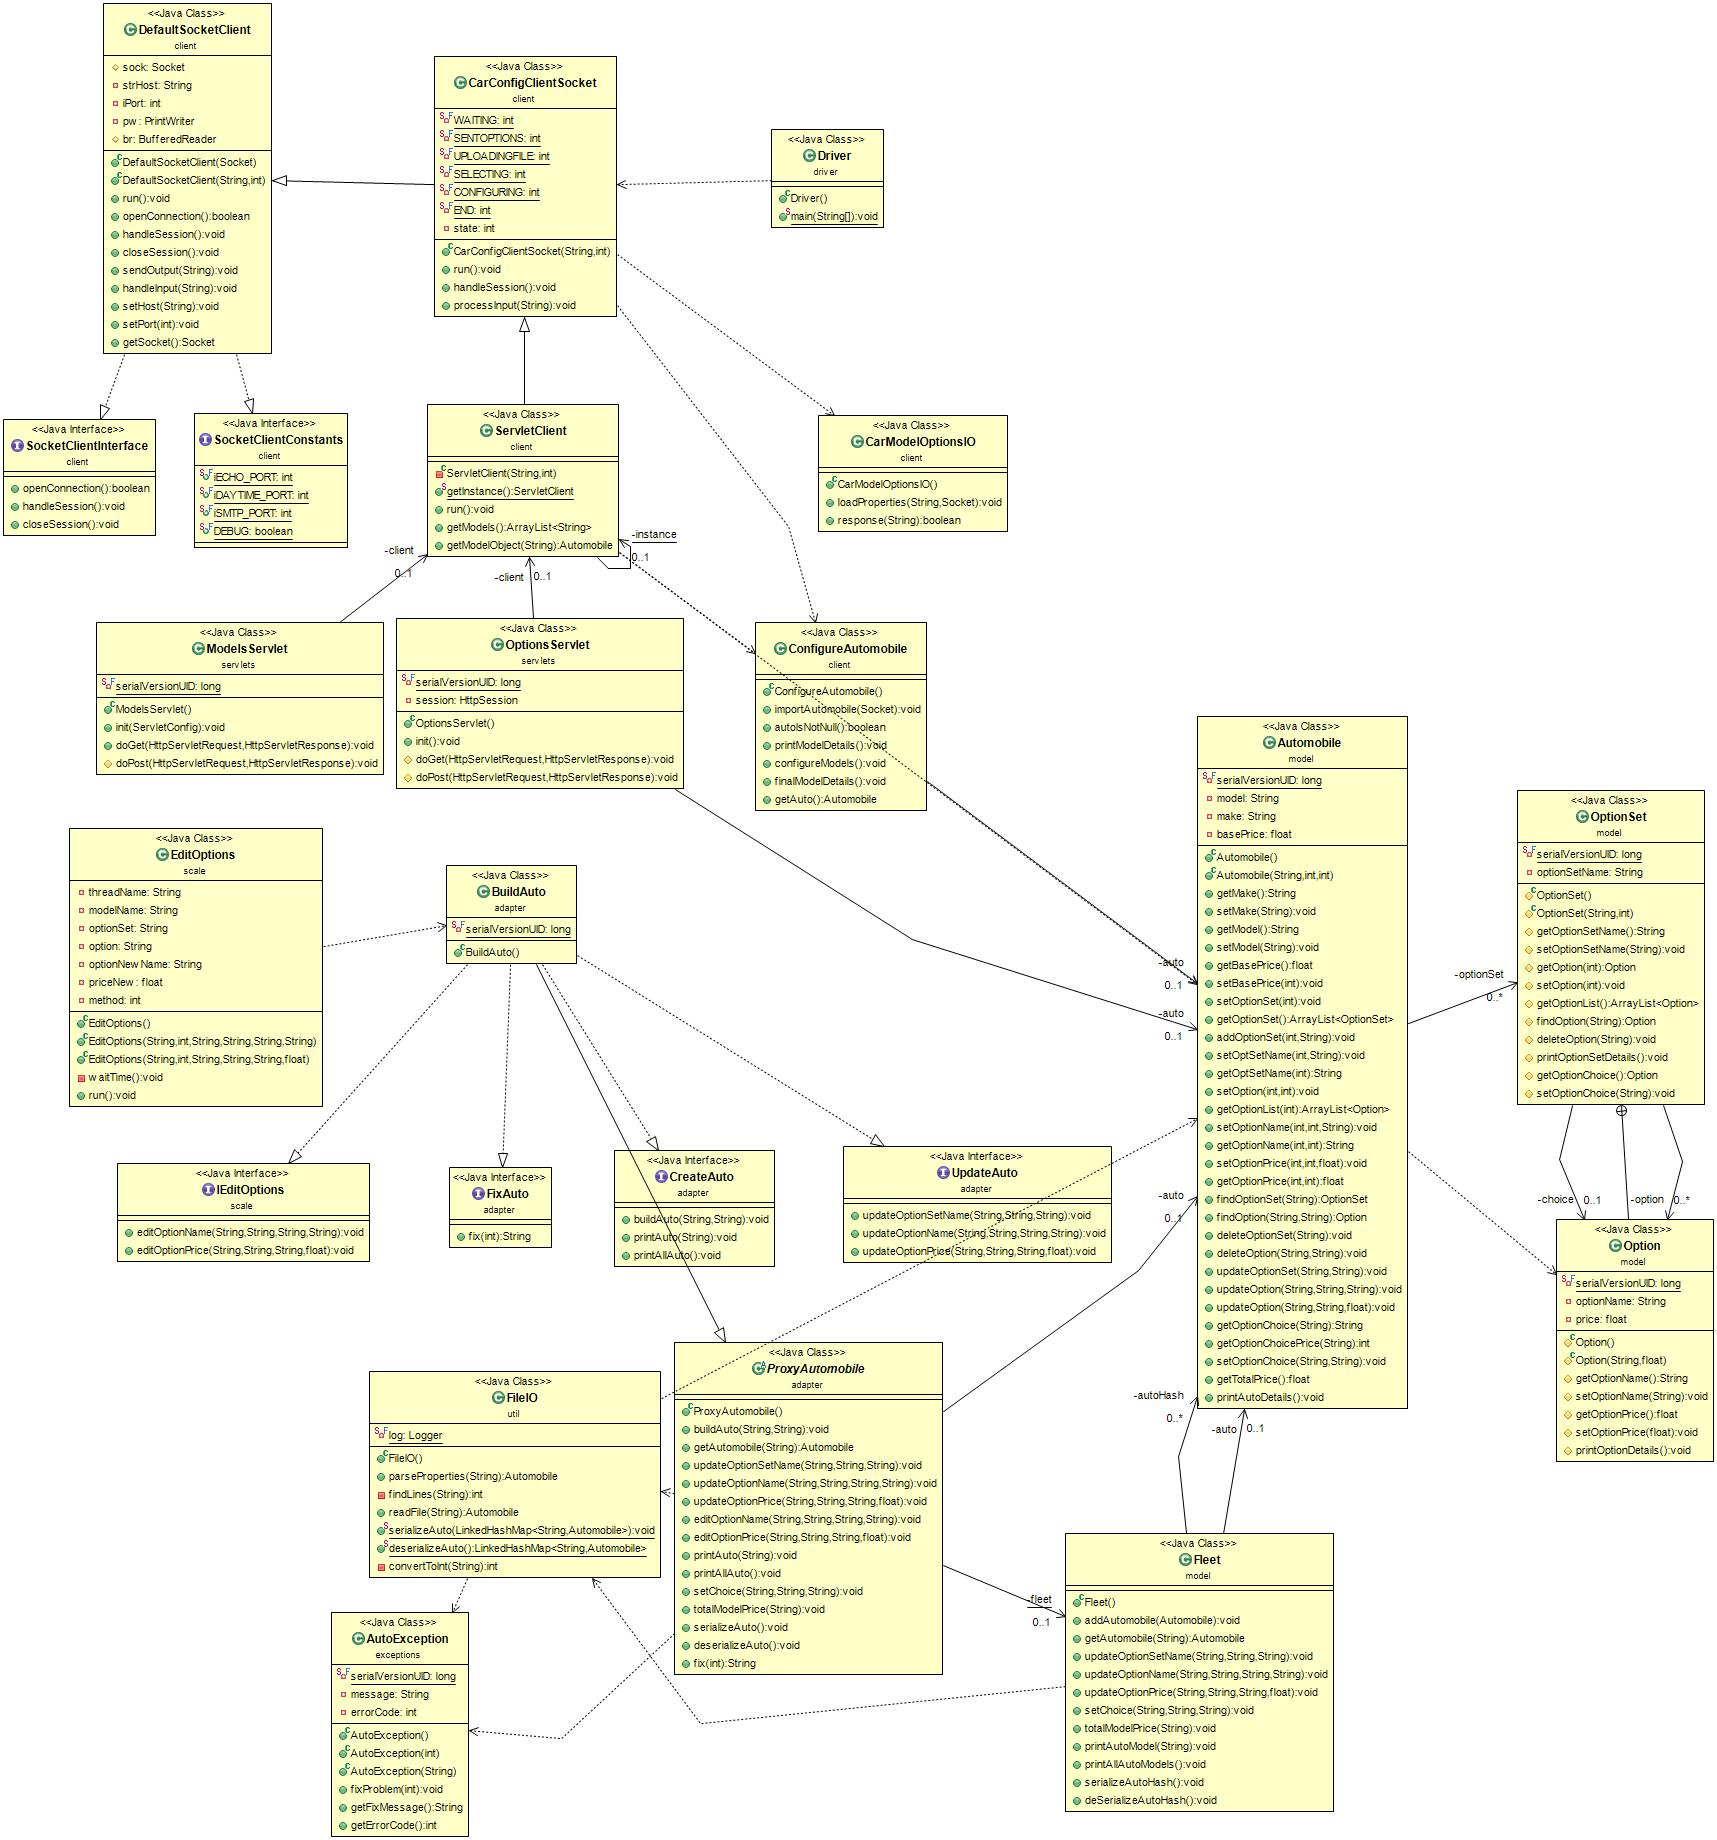 <<Java Class>>
DefaultSocketClient
client
sock: Socket
strHost: String
iPort: int
pw: PrintWriter
br: BufferedReader
DefaultSocketClient(Socket)
DefaultSocketClient(String,int)
run():void
openConnection():boolean
handleSession():void
closeSession():void
sendOutput(String):void
handleInput(String):void
setHost(String):void
setPort(int):void
getSocket():Socket
<<Java Class>>
CarConfigClientSocket
client
WAITING: int
SENTOPTIONS: int
UPLOADINGFILE: int
SELECTING: int
CONFIGURING: int
END: int
state: int
CarConfigClientSocket(String,int)
run():void
handleSession():void
processInput(String):void
<<Java Class>>
Driver
driver
Driver()
main(String[]):void
<<Java Interface>>
SocketClientInterface
client
openConnection():boolean
handleSession():void
closeSession():void
<<Java Interface>>
SocketClientConstants
client
iECHO_PORT: int
iDAYTIME_PORT: int
iSMTP_PORT: int
DEBUG: boolean
<<Java Class>>
ServletClient
client
ServletClient(String,int)
getInstance():ServletClient
run():void
getModels():ArrayList<String>
getModelObject(String):Automobile
-instance
0..1
-client
0..1
-client
0..1
<<Java Class>>
CarModelOptionsIO
client
CarModelOptionsIO()
loadProperties(String,Socket):void
response(String):boolean
<<Java Class>>
ModelsServlet
servlets
serialVersionUID: long
ModelsServlet()
init(ServletConfig):void
doGet(HttpServletRequest,HttpServletResponse):void
doPost(HttpServletRequest,HttpServletResponse):void
<<Java Class>>
OptionsServlet
servlets
serialVersionUID: long
session: HttpSession
OptionsServlet()
init():void
doGet(HttpServletRequest,HttpServletResponse):void
doPost(HttpServletRequest,HttpServletResponse):void
<<Java Class>>
ConfigureAutomobile
client
ConfigureAutomobile()
importAutomobile(Socket):void
autoIsNotNull():boolean
printModelDetails():void
configureModels():void
finalModelDetails():void
getAuto():Automobile
<<Java Class>>
Automobile
model
serialVersionUID: long
model: String
make: String
basePrice: float
Automobile()
Automobile(String,int,int)
getMake():String
setMake(String):void
getModel():String
setModel(String):void
getBasePrice():float
setBasePrice(int):void
setOptionSet(int):void
getOptionSet():ArrayList<OptionSet>
addOptionSet(int,String):void
setOptSetName(int,String):void
getOptSetName(int):String
setOption(int,int):void
getOptionList(int):ArrayList<Option>
setOptionName(int,int,String):void
getOptionName(int,int):String
setOptionPrice(int,int,float):void
getOptionPrice(int,int):float
findOptionSet(String):OptionSet
findOption(String,String):Option
deleteOptionSet(String):void
deleteOption(String,String):void
updateOptionSet(String,String):void
updateOption(String,String,String):void
updateOption(String,String,float):void
getOptionChoice(String):String
getOptionChoicePrice(String):int
setOptionChoice(String,String):void
getTotalPrice():float
printAutoDetails():void
-auto
0..1
-auto
0..1
-auto
0..1
-autoHash
0..*
-auto
0..1
<<Java Class>>
OptionSet
model
serialVersionUID: long
optionSetName: String
OptionSet()
OptionSet(String,int)
getOptionSetName():String
setOptionSetName(String):void
getOption(int):Option
setOption(int):void
getOptionList():ArrayList<Option>
findOption(String):Option
deleteOption(String):void
printOptionSetDetails():void
getOptionChoice():Option
setOptionChoice(String):void
-optionSet
0..*
-choice
0..1
-option
0..*
<<Java Class>>
Option
model
serialVersionUID: long
optionName: String
price: float
Option()
Option(String,float)
getOptionName():String
setOptionName(String):void
getOptionPrice():float
setOptionPrice(float):void
printOptionDetails():void
<<Java Class>>
EditOptions
scale
threadName: String
modelName: String
optionSet: String
option: String
optionNewName: String
priceNew: float
method: int
EditOptions()
EditOptions(String,int,String,String,String,String)
EditOptions(String,int,String,String,String,float)
waitTime():void
run():void
<<Java Class>>
BuildAuto
adapter
serialVersionUID: long
BuildAuto()
<<Java Interface>>
IEditOptions
scale
editOptionName(String,String,String,String):void
editOptionPrice(String,String,String,float):void
<<Java Interface>>
FixAuto
adapter
fix(int):String
<<Java Interface>>
CreateAuto
adapter
buildAuto(String,String):void
printAuto(String):void
printAllAuto():void
<<Java Interface>>
UpdateAuto
adapter
updateOptionSetName(String,String,String):void
updateOptionName(String,String,String,String):void
updateOptionPrice(String,String,String,float):void
<<Java Class>>
FileIO
util
log: Logger
FileIO()
parseProperties(String):Automobile
findLines(String):int
readFile(String):Automobile
serializeAuto(LinkedHashMap<String,Automobile>):void
deserializeAuto():LinkedHashMap<String,Automobile>
convertToInt(String):int
<<Java Class>>
ProxyAutomobile
adapter
ProxyAutomobile()
buildAuto(String,String):void
getAutomobile(String):Automobile
updateOptionSetName(String,String,String):void
updateOptionName(String,String,String,String):void
updateOptionPrice(String,String,String,float):void
editOptionName(String,String,String,String):void
editOptionPrice(String,String,String,float):void
printAuto(String):void
printAllAuto():void
setChoice(String,String,String):void
totalModelPrice(String):void
serializeAuto():void
deserializeAuto():void
fix(int):String
-fleet
0..1
<<Java Class>>
Fleet
model
Fleet()
addAutomobile(Automobile):void
getAutomobile(String):Automobile
updateOptionSetName(String,String,String):void
updateOptionName(String,String,String,String):void
updateOptionPrice(String,String,String,float):void
setChoice(String,String,String):void
totalModelPrice(String):void
printAutoModel(String):void
printAllAutoModels():void
serializeAutoHash():void
deSerializeAutoHash():void
<<Java Class>>
AutoException
exceptions
serialVersionUID: long
message: String
errorCode: int
AutoException()
AutoException(int)
AutoException(String)
fixProblem(int):void
getFixMessage():String
getErrorCode():int